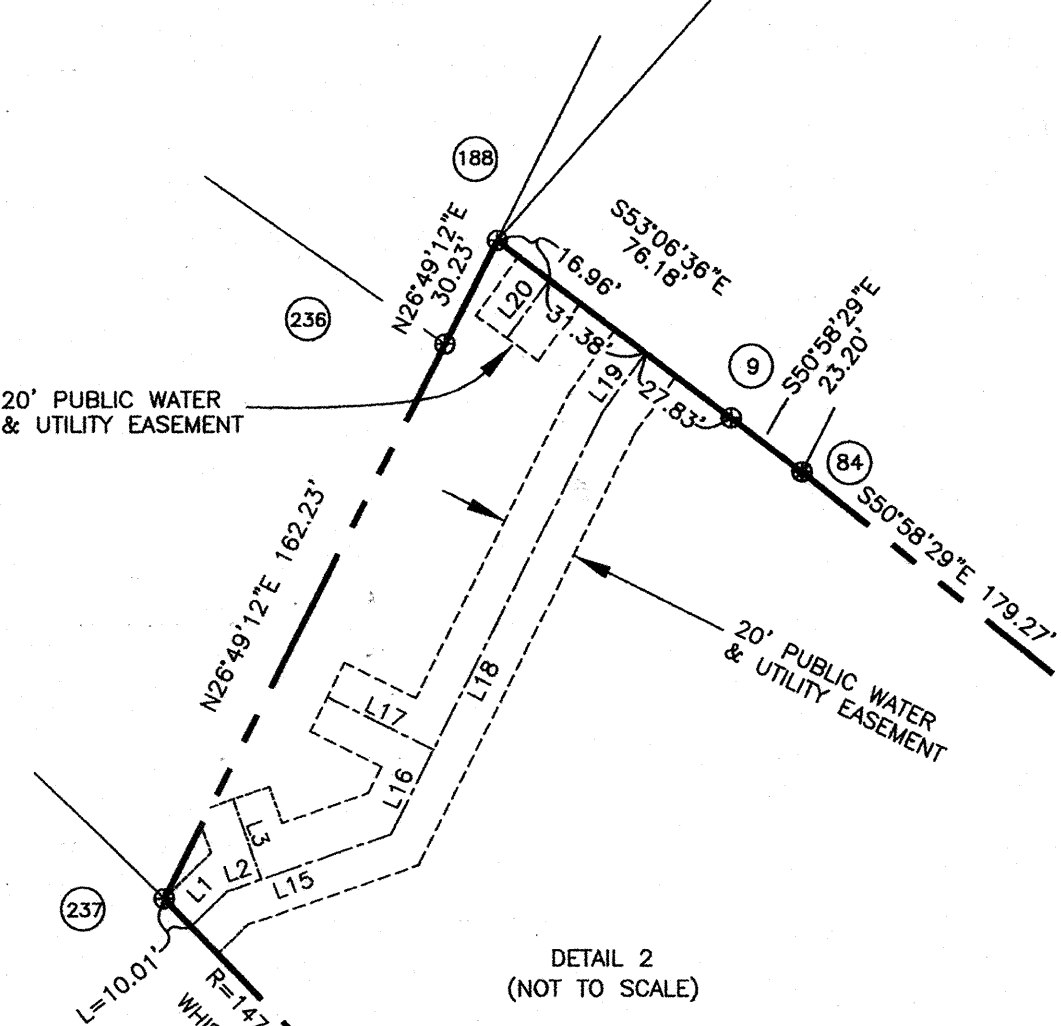 188
S53°06'36"E
76.18'
N26°49'12"E
30.23'
16.96'
L20
236
31.38'
S50°58'29"E
23.20'
9
L19
27.83'
20' PUBLIC WATER
& UTILITY EASEMENT
84
S50°58'29"E 179.27'
N26°49'12"E 162.23'
20' PUBLIC WATER
& UTILITY EASEMENT
L18
L17
L16
L3
L2
L1
L15
237
L=10.01'
R=147
DETAIL 2
(NOT TO SCALE)